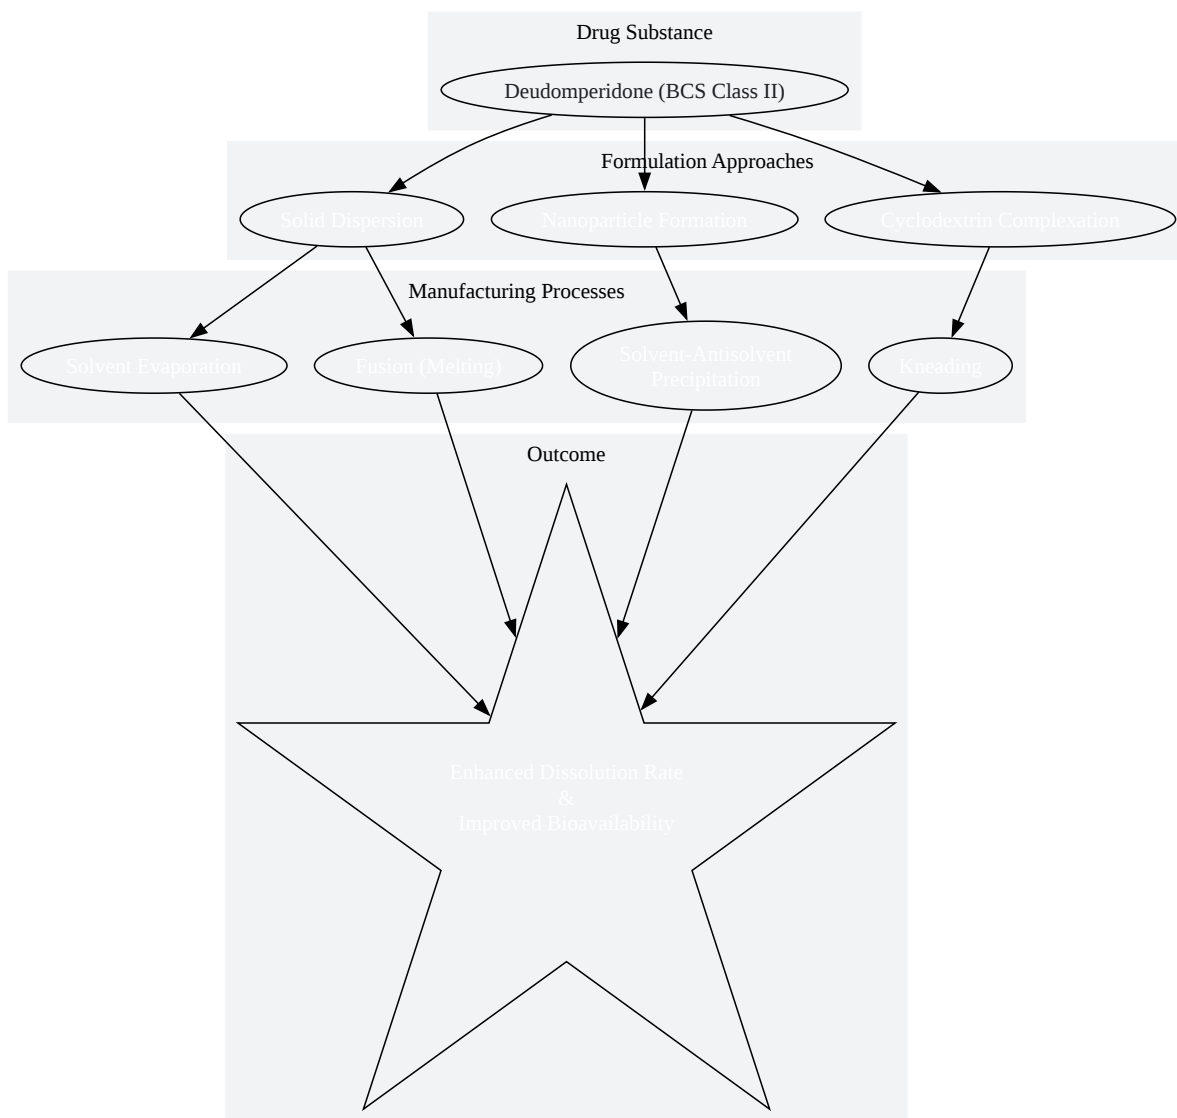 Drug Substance
Deudomperidone (BCS Class II)
Formulation Approaches
Solid Dispersion
Nanoparticle Formation
Cyclodextrin Complexation
Manufacturing Processes
Solvent Evaporation
Fusion (Melting)
Solvent-Antisolvent
Precipitation
Kneading
Outcome
Enhanced Dissolution Rate
&
Improved Bioavailability